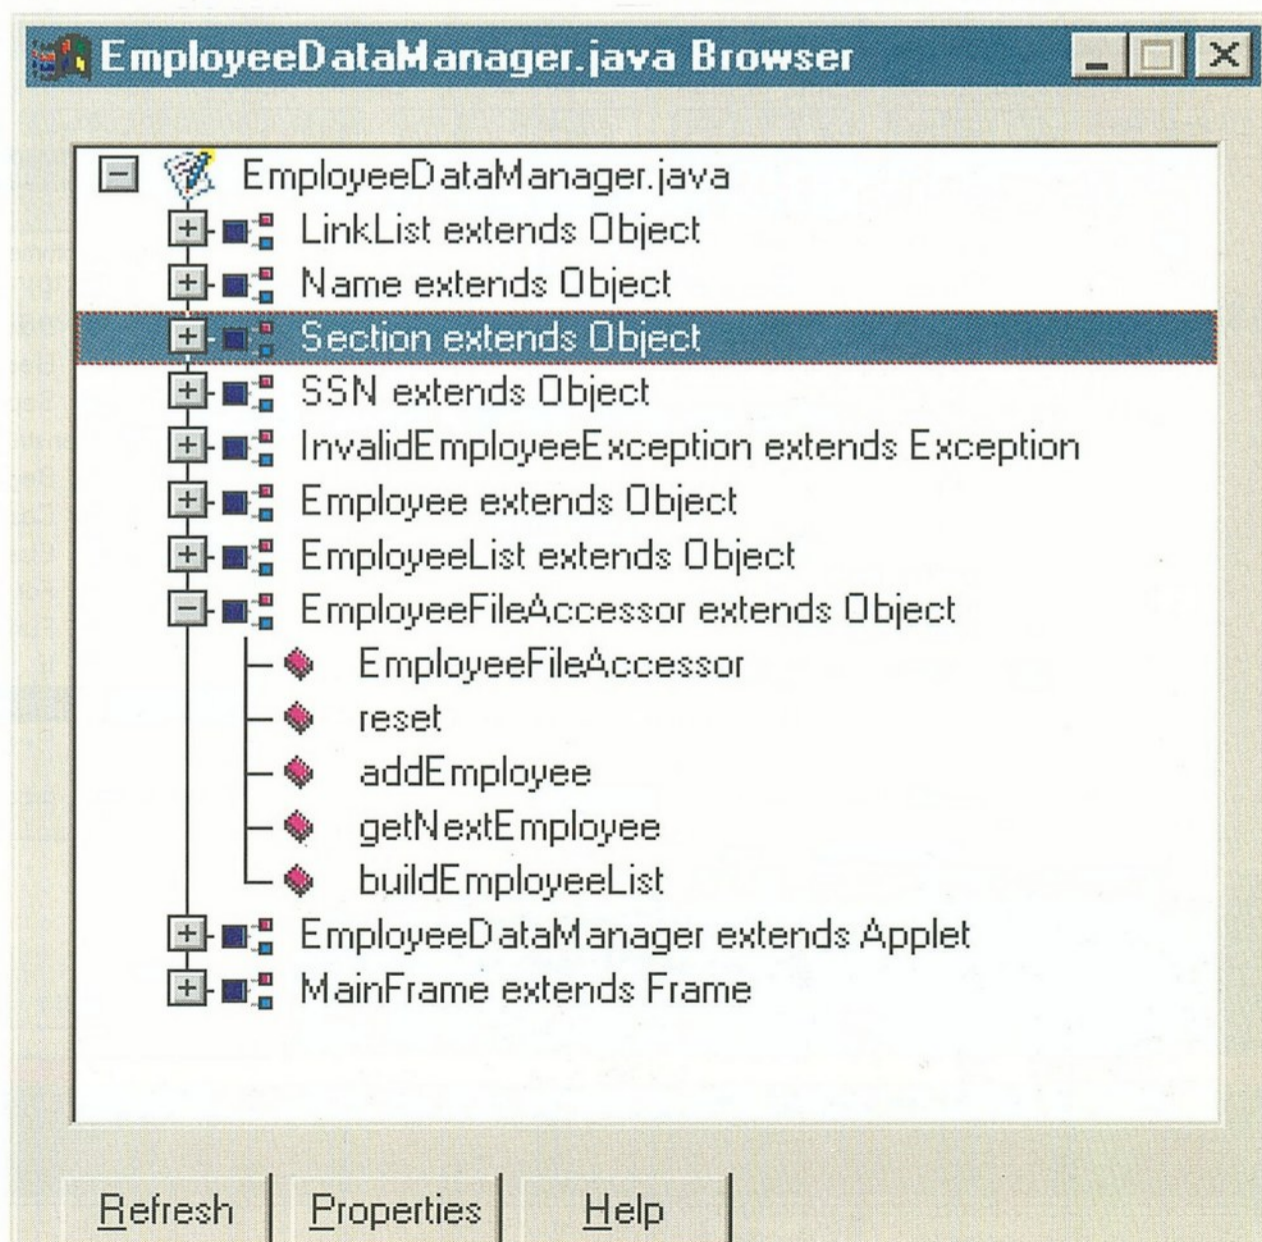 EmployeeDataManager.java Browser
EmployeeDataManager.java
LinkList extends Object
Name extends Object
Section extends Object
SSN extends Object
InvalidEmployeeException extends Exception
Employee extends Object
EmployeeList extends Object
EmployeeFileAccessor extends Object
EmployeeFileAccessor
reset
addEmployee
getNextEmployee
buildEmployeeList
EmployeeDataManager extends Applet
MainFrame extends Frame
Refresh Properties Help